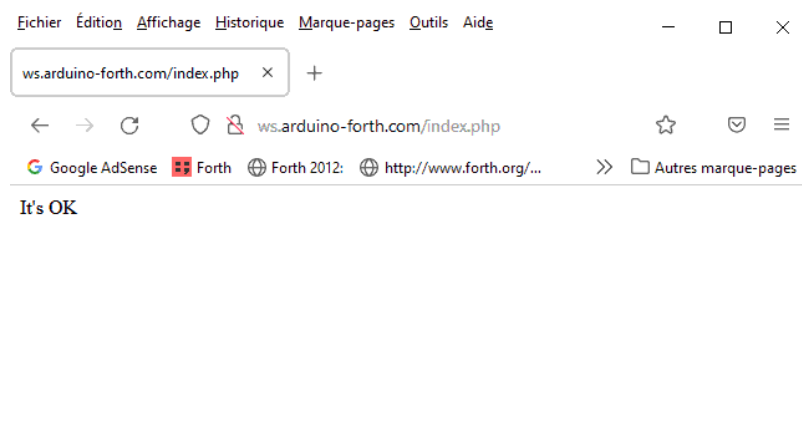 Fichier Édition Affichage Historique Marque-pages Outils Aide
ws.arduino-forth.com/index.php
ws.arduino-forth.com/index.php
Google AdSense Forth Forth 2012: http://www.forth.org/... Autres marque-pages
It's OK